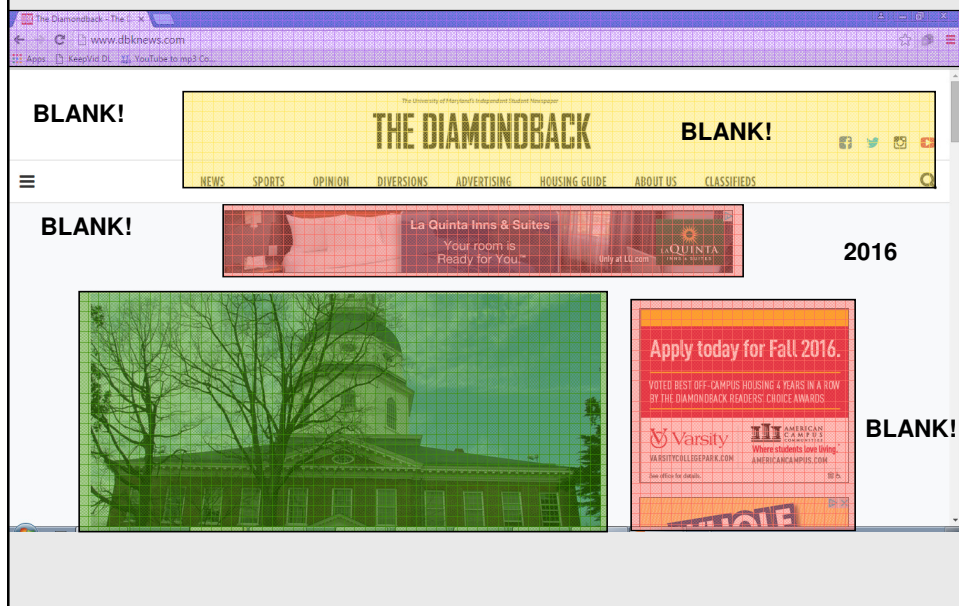 The Diamondback - The D
www.dbknews.com
Apps KeepVid DL YouTube to mp3 Co...
The University of Maryland's Independent Student Newspaper
BLANK!
THE DIAMONDBACK
BLANK!
NEWS SPORTS OPINION DIVERSIONS ADVERTISING HOUSING GUIDE ABOUT US CLASSIFIEDS
BLANK!
La Quinta Inns & Suites
Your room is
Ready for You.™
Only at LQ.com
LAQUINTA
INNS & SUITES
2016
Apply today for Fall 2016.
VOTED BEST OFF-CAMPUS HOUSING 4 YEARS IN A ROW
BY THE DIAMONDBACK READERS' CHOICE AWARDS
BLANK!
Varsity
VARSITYCOLLEGEPARK.COM
AMERICAN
CAMPUS
COMMUNITIES
Where students love living.
AMERICANCAMPUS.COM
See office for details.
WHOLE